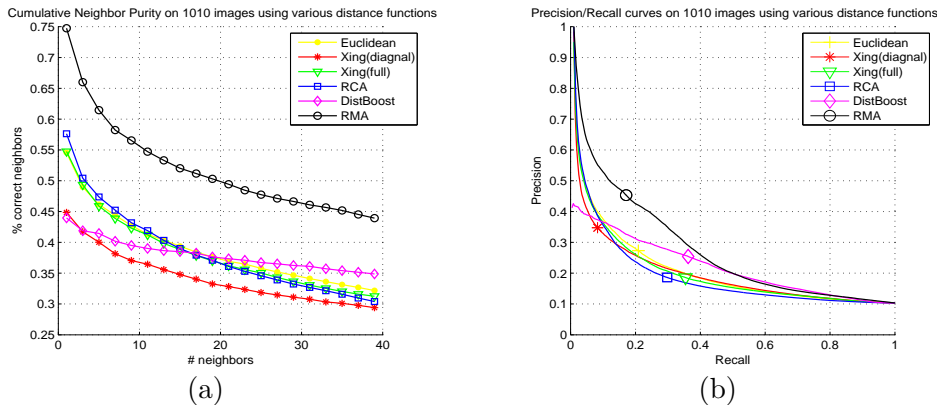 Cumulative Neighbor Purity on 1010 images using various distance functions
0.75
0.7
0.65
0.6
0.55
0.5
0.45
0.4
0.35
0.3
0.25
% correct neighbors
Euclidean
Xing(diagnal)
Xing(full)
RCA
DistBoost
RMA
0
10
20
30
40
# neighbors
(a)
Precision/Recall curves on 1010 images using various distance functions
1
0.9
0.8
0.7
0.6
0.5
0.4
0.3
0.2
0.1
0
Precision
Euclidean
Xing(diagnal)
Xing(full)
RCA
DistBoost
RMA
0
0.2
0.4
0.6
0.8
1
Recall
(b)